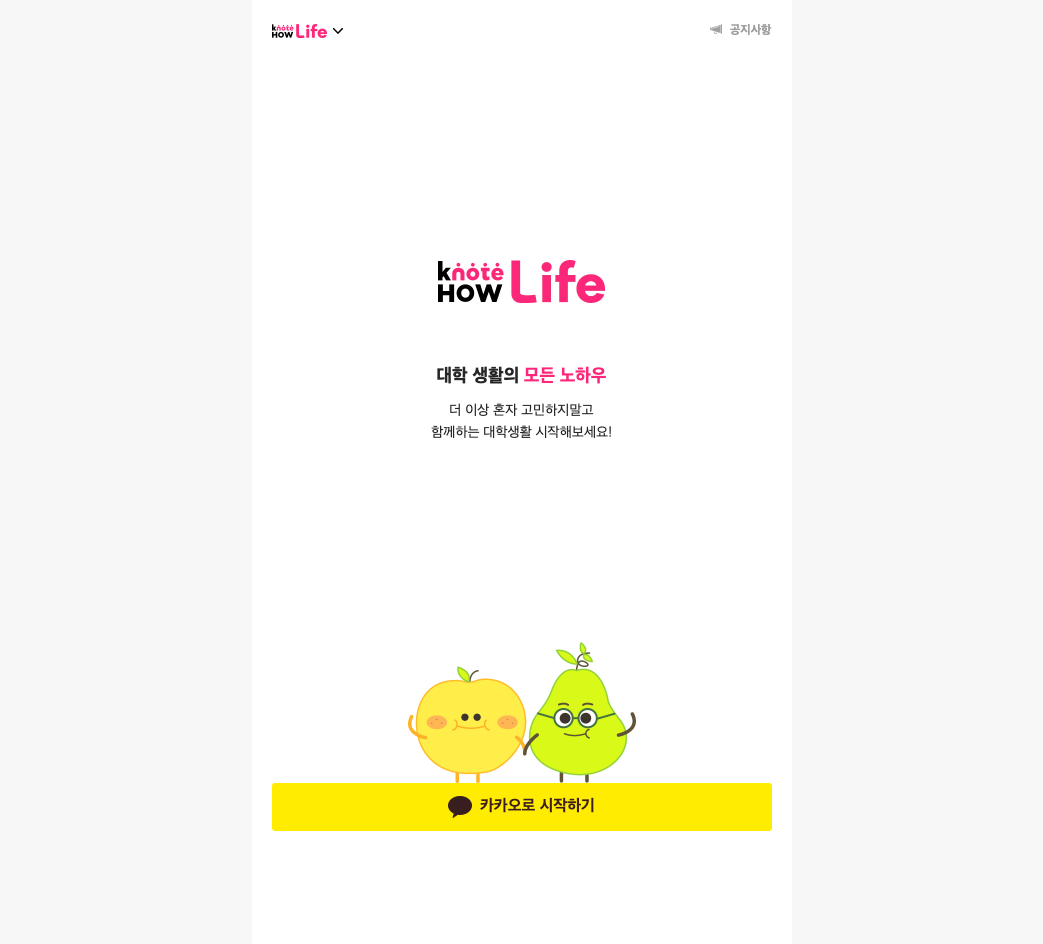 knote HOW Life
공지사항
knote
HOW Life
대학 생활의 모든 노하우
더 이상 혼자 고민하지말고
함께하는 대학생활 시작해보세요!
카카오로 시작하기